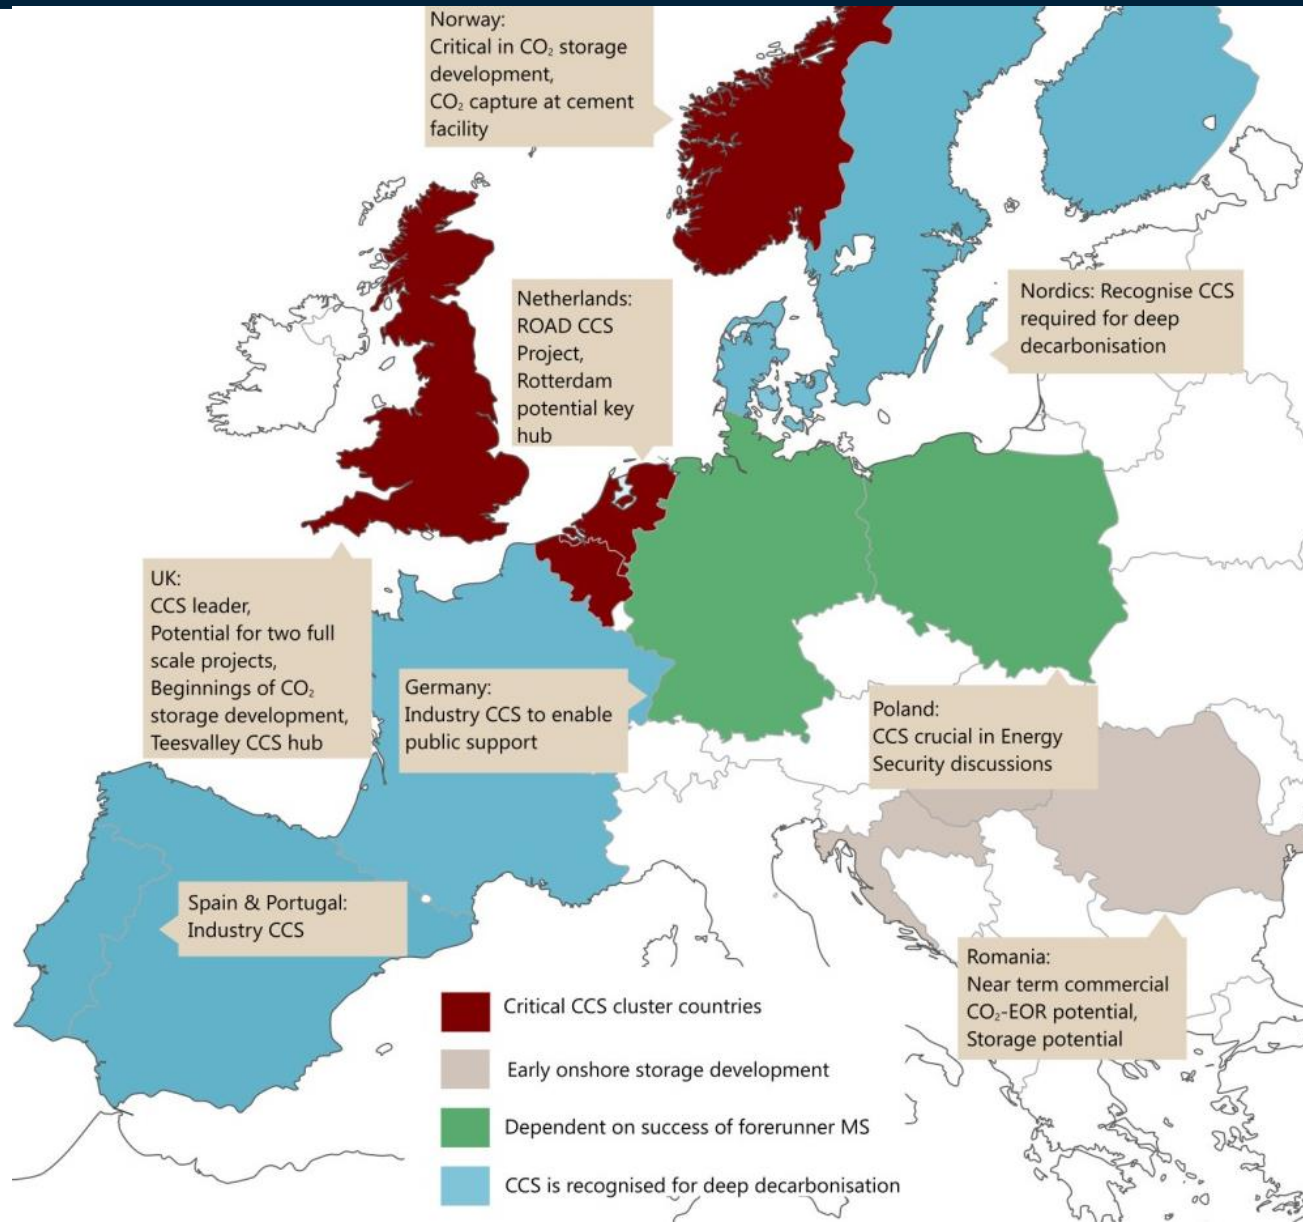 Norway:
Critical in CO₂ storage
development,
CO₂ capture at cement
facility
Netherlands:
ROAD CCS
Project,
Rotterdam
potential key
hub
Nordics: Recognise CCS
required for deep
decarbonisation
UK:
CCS leader,
Potential for two full
scale projects,
Beginnings of CO₂
storage development,
Teesvalley CCS hub
Germany:
Industry CCS to enable
public support
Poland:
CCS crucial in Energy
Security discussions
Spain & Portugal:
Industry CCS
Romania:
Near term commercial
CO₂-EOR potential,
Storage potential
Critical CCS cluster countries
Early onshore storage development
Dependent on success of forerunner MS
CCS is recognised for deep decarbonisation